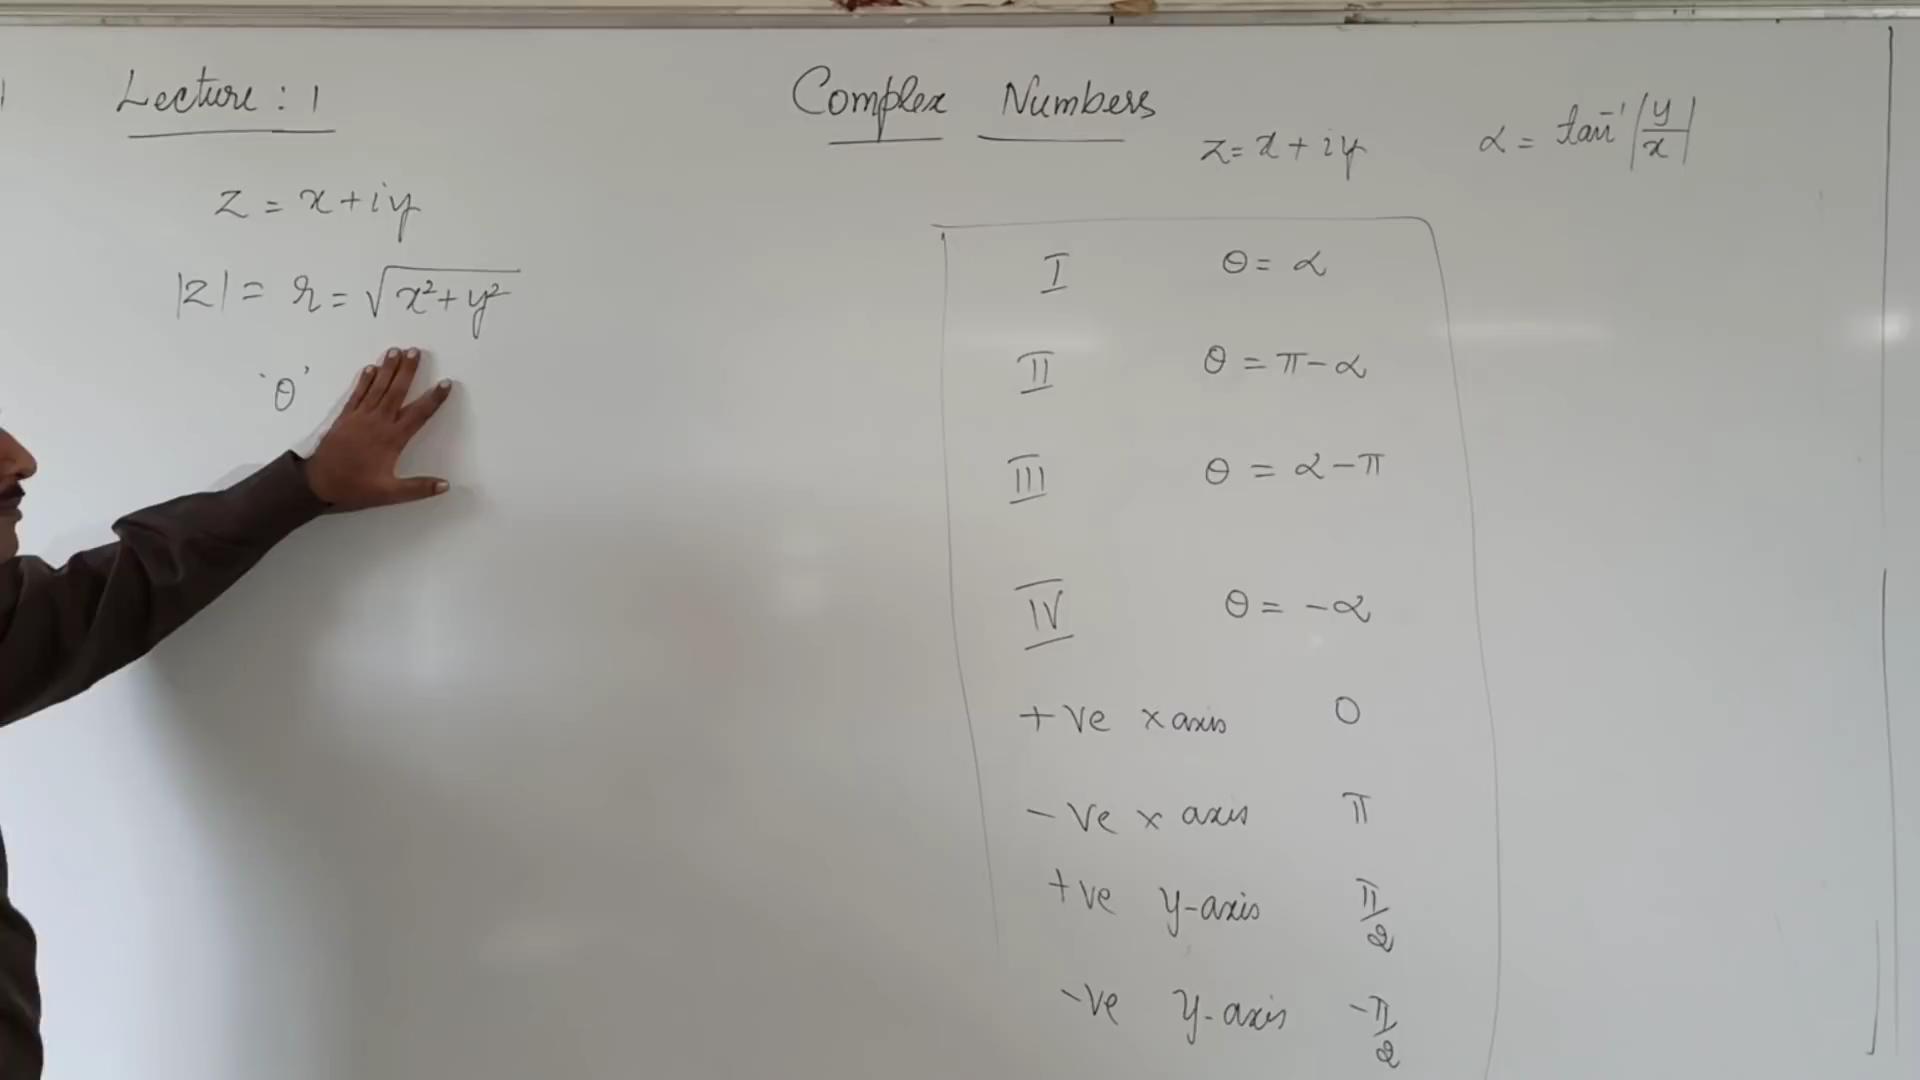 Lecture : 1
Complex Numbers
z = x + iy
α = tan⁻¹ |y/x|
z = x + iy
|z| = r = √(x² + y²)
'θ'
I θ = α
II θ = π - α
III θ = α - π
IV θ = - α
+ve x axis 0
-ve x axis π
+ve y-axis π/2
-ve y-axis -π/2